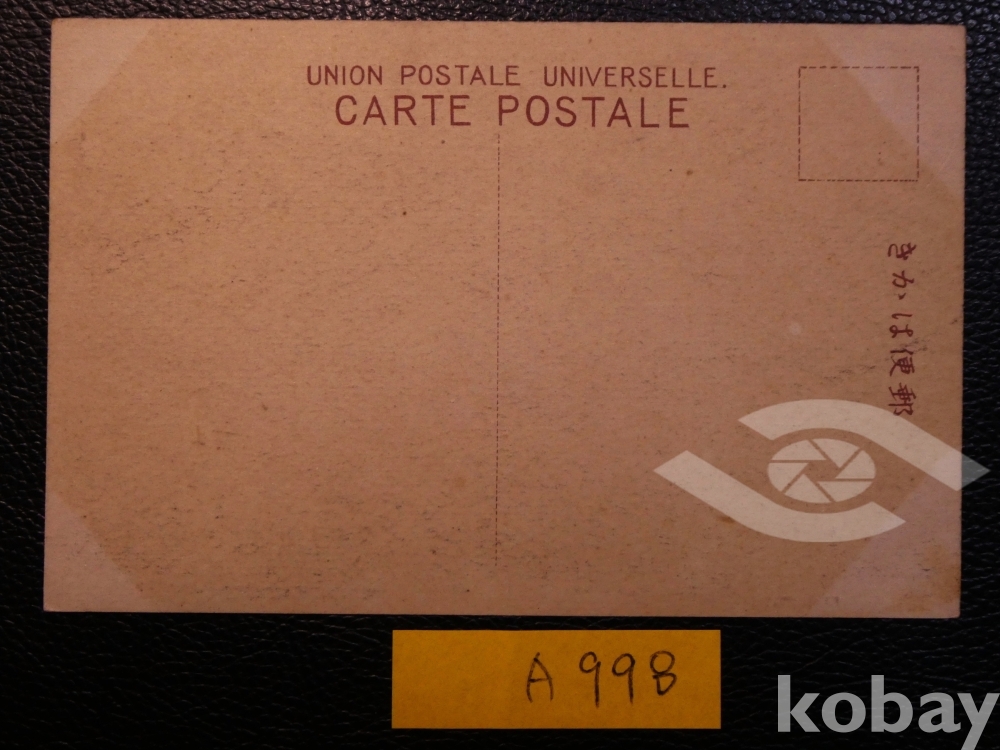 UNION POSTALE UNIVERSELLE.
CARTE POSTALE
郵便はかき
A998
kobay